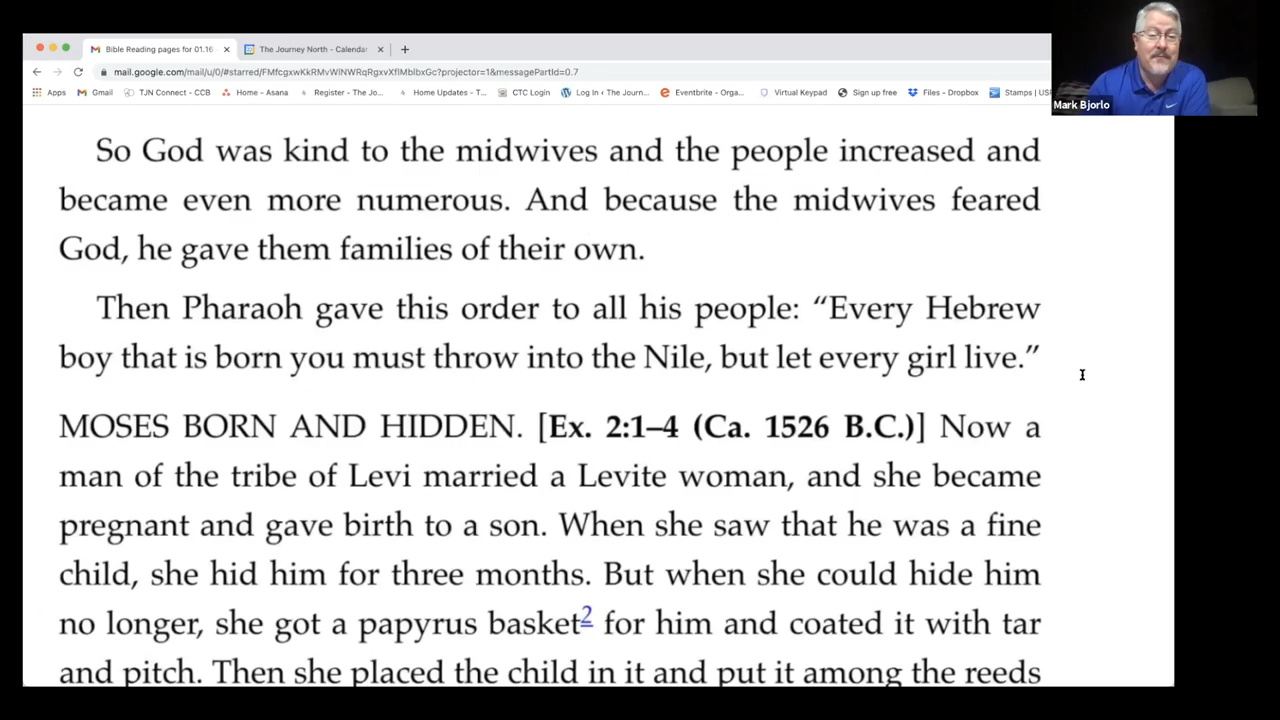 Bible Reading pages for 01.16
The Journey North - Calendar
mail.google.com/mail/u/0/#starred/FMfcgxwKkRMvWlNWRqRgxvXflMblbxGc?projector=1&messagePartId=0.7
Apps Gmail TJN Connect - CCB Home - Asana Register - The Jo... Home Updates - T... CTC Login Log In ‹ The Journ... Eventbrite - Orga... Virtual Keypad Sign up free Files - Dropbox Stamps | USP
Mark Bjorlo
So God was kind to the midwives and the people increased and
became even more numerous. And because the midwives feared
God, he gave them families of their own.
Then Pharaoh gave this order to all his people: “Every Hebrew
boy that is born you must throw into the Nile, but let every girl live.”
MOSES BORN AND HIDDEN. [Ex. 2:1–4 (Ca. 1526 B.C.)] Now a
man of the tribe of Levi married a Levite woman, and she became
pregnant and gave birth to a son. When she saw that he was a fine
child, she hid him for three months. But when she could hide him
no longer, she got a papyrus basket2 for him and coated it with tar
and pitch. Then she placed the child in it and put it among the reeds